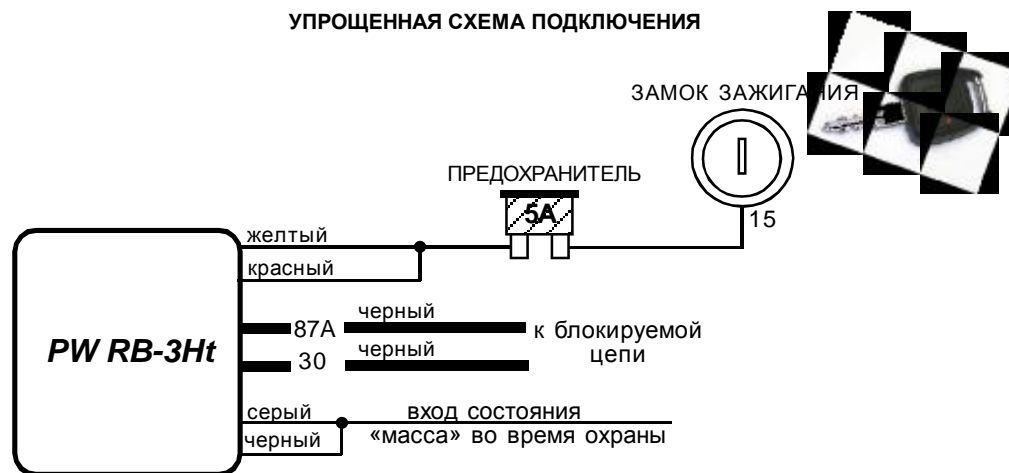 УПРОЩЕННАЯ СХЕМА ПОДКЛЮЧЕНИЯ
ЗАМОК ЗАЖИГАНИЯ
ПРЕДОХРАНИТЕЛЬ
5А
15
желтый
красный
PW RB-3Ht
87А
черный
30
черный
к блокируемой
цепи
серый
черный
вход состояния
«масса» во время охраны